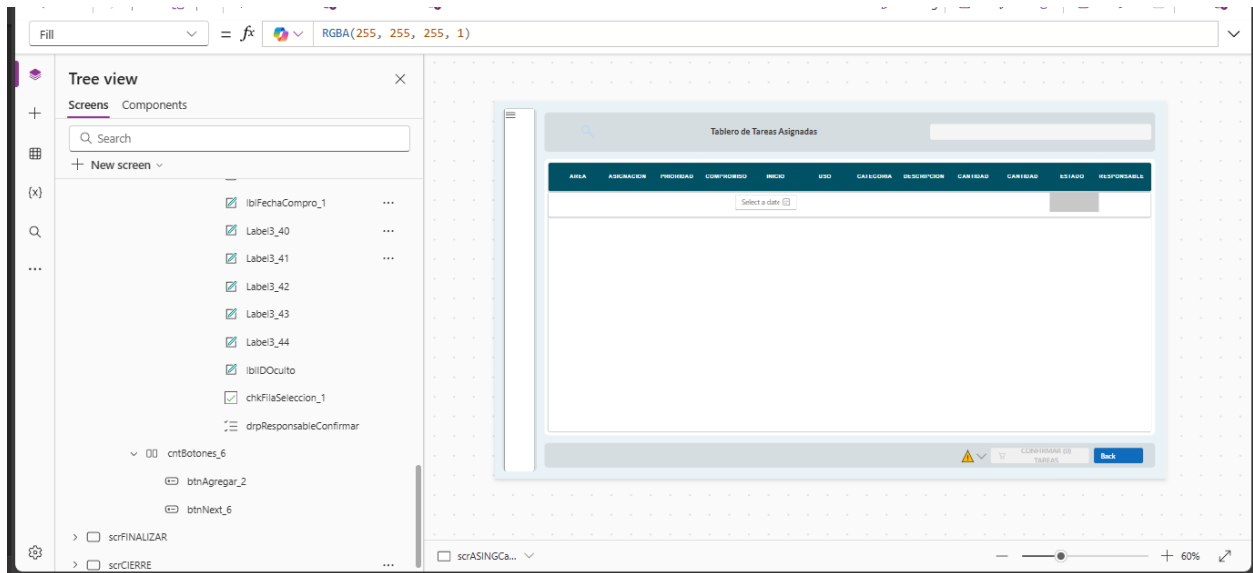 Fill
= fx
RGBA(255, 255, 255, 1)
Tree view
Screens Components
Search
+ New screen
{x}
lblFechaCompro_1
Label3_40
Label3_41
Label3_42
Label3_43
Label3_44
lblIDOculto
chkFilaSeleccion_1
drpResponsableConfirmar
cntBotones_6
btnAgregar_2
btnNext_6
scrFINALIZAR
scrCIERRE
Tablero de Tareas Asignadas
AREA ASIGNACION PRIORIDAD COMPROMISO INICIO USO CATEGORIA DESCRIPCION CANTIDAD CANTIDAD ESTADO RESPONSABLE
Select a date
CONFIRMAR (0)
TAREAS
Back
scrASINGCa...
60%